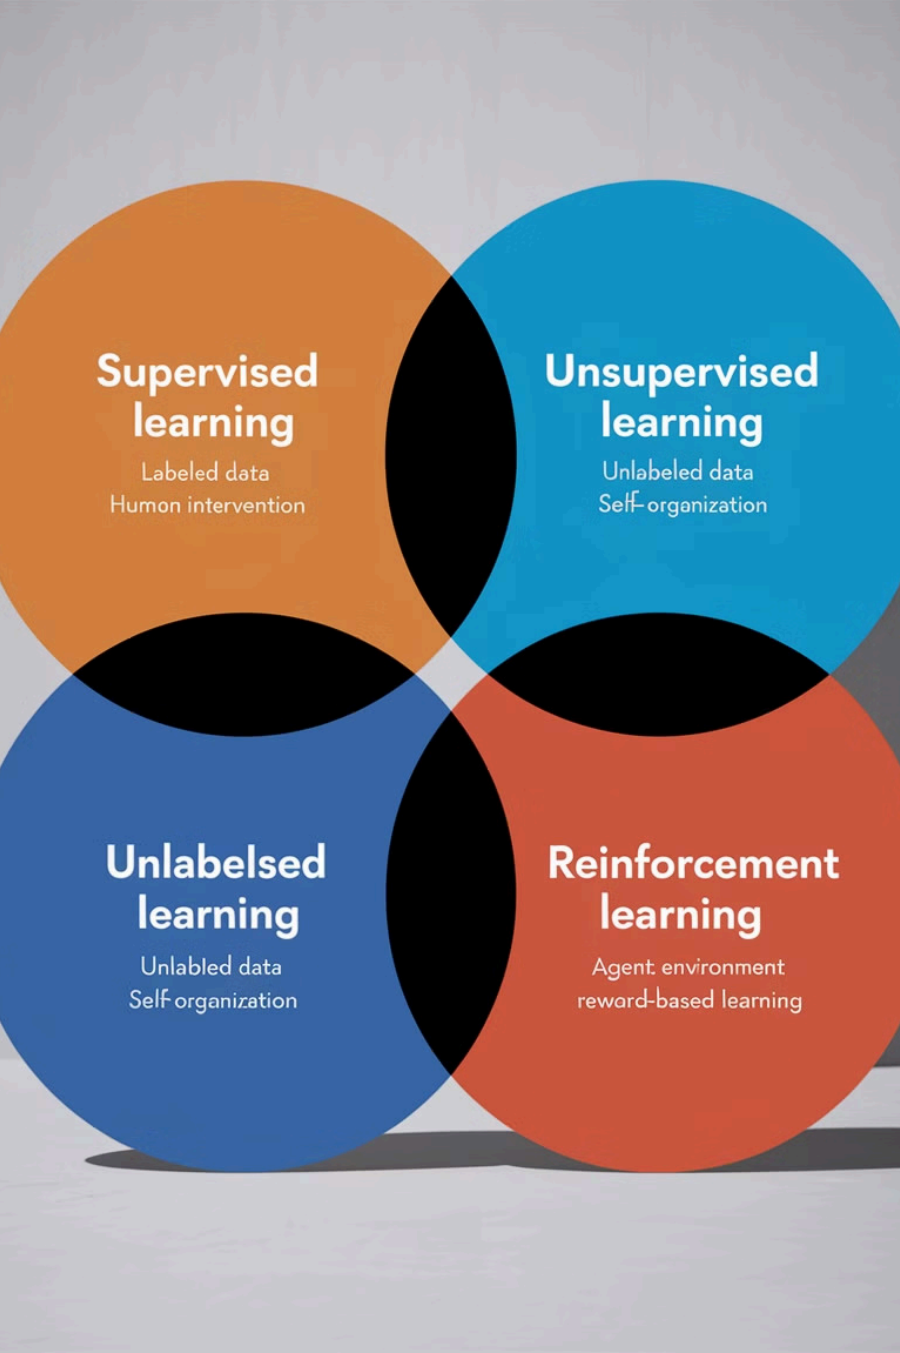 Supervised
learning
Labeled data
Human intervention
Unsupervised
learning
Unlabeled data
Self-organization
Unlabelsed
learning
Unlabled data
Self organization
Reinforcement
learning
Agent environment
reward-based learning